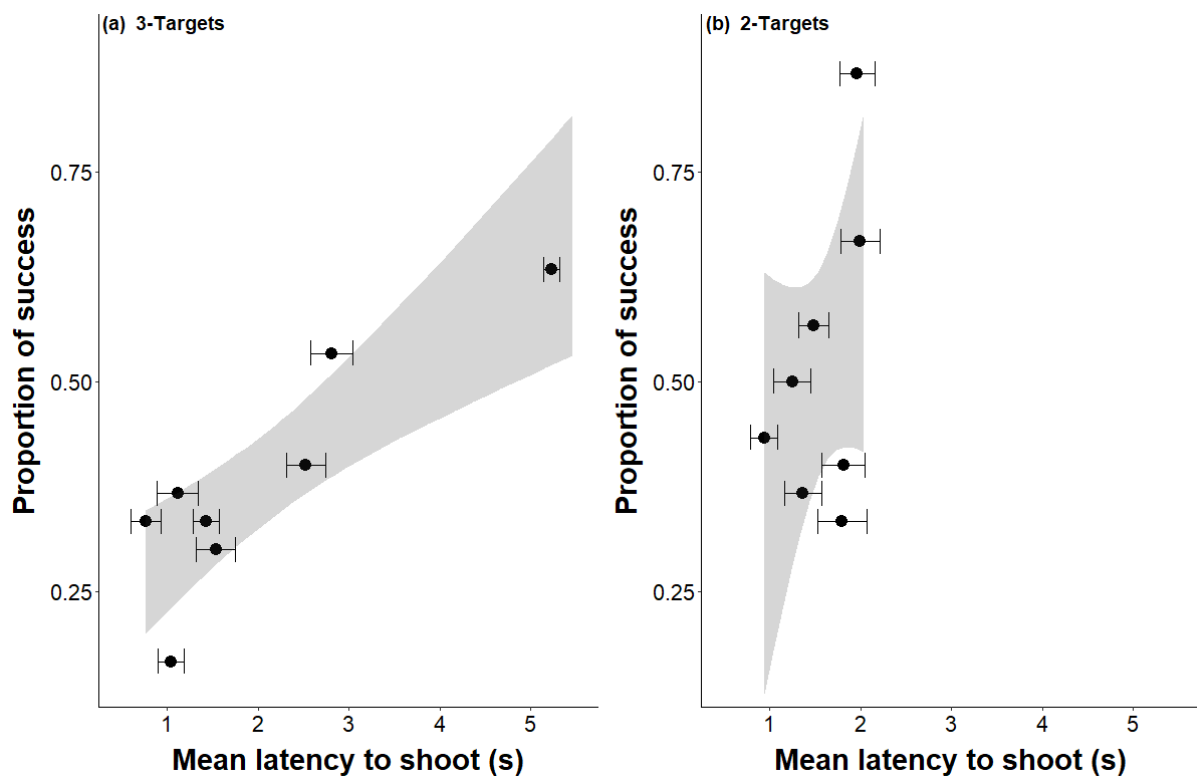 (a) 3-Targets
Proportion of success
0.75
0.50
0.25
1 2 3 4 5
Mean latency to shoot (s)
(b) 2-Targets
Proportion of success
0.75
0.50
0.25
1 2 3 4 5
Mean latency to shoot (s)